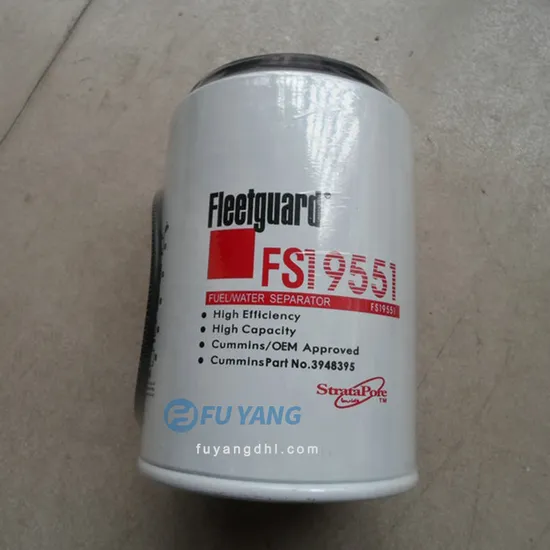 Fleetguard®
FS19551
FUEL/WATER SEPARATOR FS19551
• High Efficiency
• High Capacity
• Cummins/OEM Approved
• Cummins Part No.3948395
StrataPore
TM
FU YANG
fuyangdhl.com